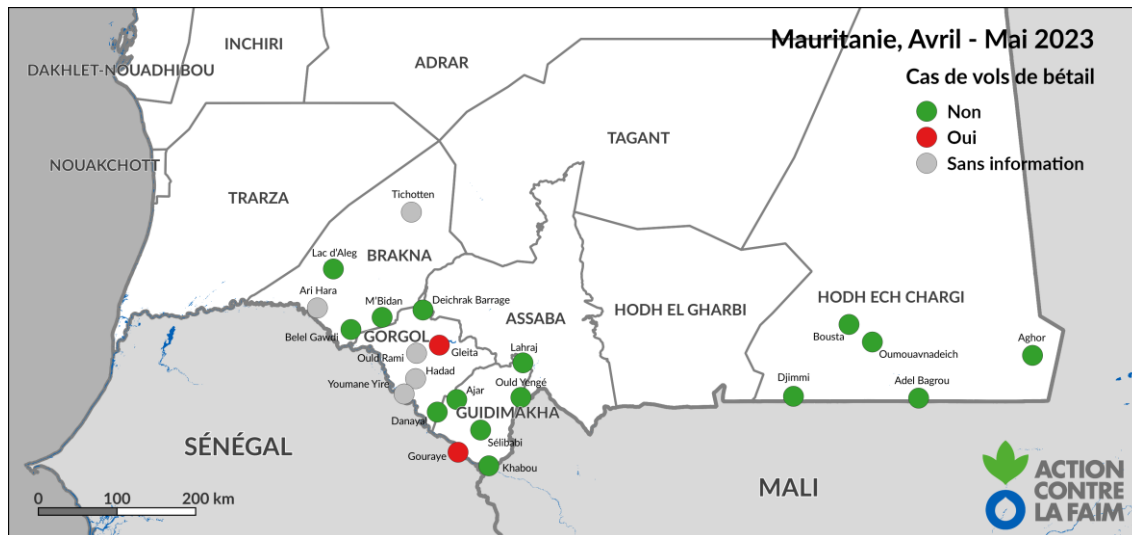 Mauritanie, Avril - Mai 2023
Cas de vols de bétail
Non
Oui
Sans information
INCHIRI
DAKHLET-NOUADHIBOU
ADRAR
TAGANT
NOUAKCHOTT
TRARZA
Tichotten
Lac d'Aleg
BRAKNA
Ari Hara
M'Bidan
Deichrak Barrage
Belel Gawdi
GORGOL
ASSABA
HODH EL GHARBI
HODH ECH CHARGI
Bousta
Oumouavnadeich
Aghor
Ould Rami
Gleita
Lahraj
Hadad
Youmane Yire
Ajar
Ould Yengé
Djimmi
Adel Bagrou
Danayal
GUIDIMAKHA
Sélibabi
Gouraye
Khabou
SÉNÉGAL
MALI
0 100 200 km
ACTION
CONTRE
LA FAIM